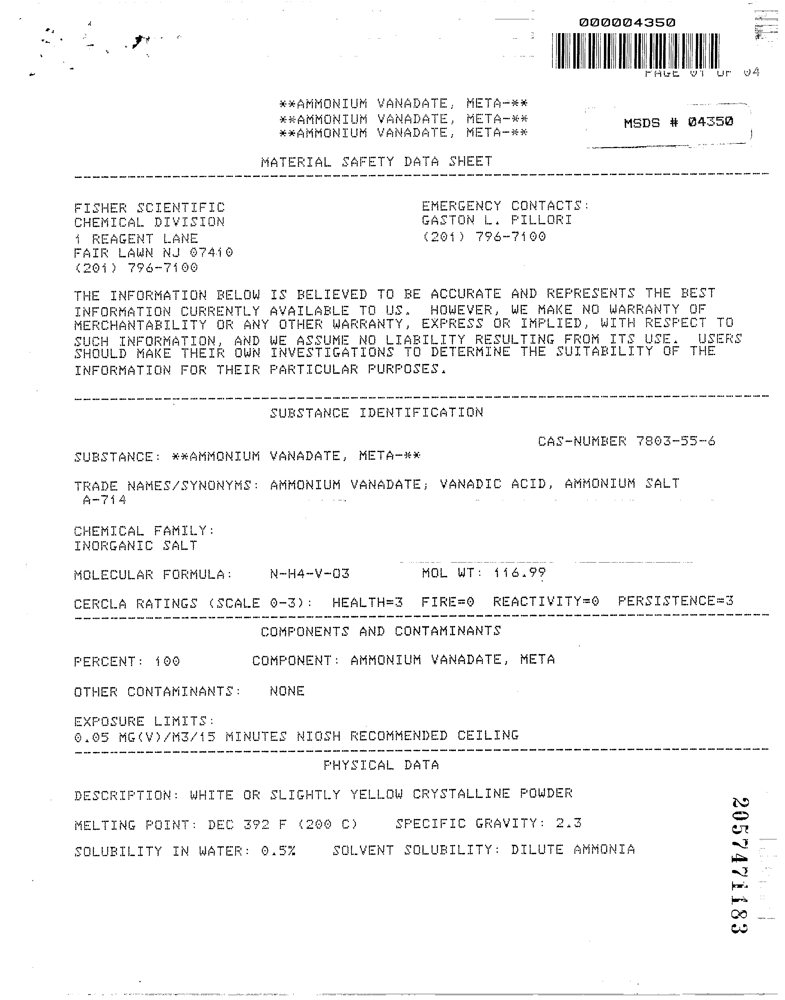 000004350
PAGE 01 OF 04
**AMMONIUM VANADATE, META-**
**AMMONIUM VANADATE, META-**
**AMMONIUM VANADATE, META-**
MSDS # 04350
MATERIAL SAFETY DATA SHEET
FISHER SCIENTIFIC
CHEMICAL DIVISION
1 REAGENT LANE
FAIR LAWN NJ 07410
(201) 796-7100
EMERGENCY CONTACTS:
GASTON L. PILLORI
(201) 796-7100
THE INFORMATION BELOW IS BELIEVED TO BE ACCURATE AND REPRESENTS THE BEST
INFORMATION CURRENTLY AVAILABLE TO US.  HOWEVER, WE MAKE NO WARRANTY OF
MERCHANTABILITY OR ANY OTHER WARRANTY, EXPRESS OR IMPLIED, WITH RESPECT TO
SUCH INFORMATION, AND WE ASSUME NO LIABILITY RESULTING FROM ITS USE.  USERS
SHOULD MAKE THEIR OWN INVESTIGATIONS TO DETERMINE THE SUITABILITY OF THE
INFORMATION FOR THEIR PARTICULAR PURPOSES.
SUBSTANCE IDENTIFICATION
CAS-NUMBER 7803-55-6
SUBSTANCE: **AMMONIUM VANADATE, META-**
TRADE NAMES/SYNONYMS: AMMONIUM VANADATE; VANADIC ACID, AMMONIUM SALT
A-714
CHEMICAL FAMILY:
INORGANIC SALT
MOLECULAR FORMULA:    N-H4-V-O3        MOL WT: 116.99
CERCLA RATINGS (SCALE 0-3):  HEALTH=3  FIRE=0  REACTIVITY=0  PERSISTENCE=3
COMPONENTS AND CONTAMINANTS
PERCENT: 100        COMPONENT: AMMONIUM VANADATE, META
OTHER CONTAMINANTS:   NONE
EXPOSURE LIMITS:
0.05 MG(V)/M3/15 MINUTES NIOSH RECOMMENDED CEILING
PHYSICAL DATA
DESCRIPTION: WHITE OR SLIGHTLY YELLOW CRYSTALLINE POWDER
MELTING POINT: DEC 392 F (200 C)    SPECIFIC GRAVITY: 2.3
SOLUBILITY IN WATER: 0.5%    SOLVENT SOLUBILITY: DILUTE AMMONIA
2057471183